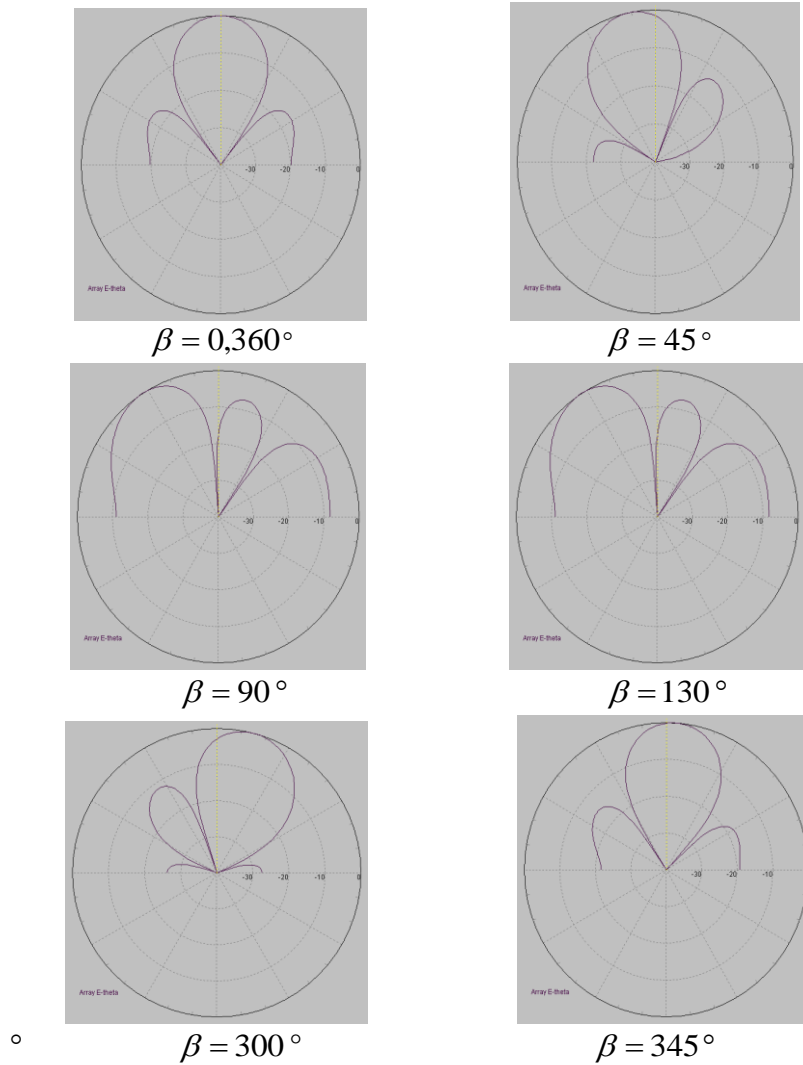 -30 -20 -10 0
Array E-theta
β = 0,360°
-30 -20 -10 0
Array E-theta
β = 45°
-30 -20 -10 0
Array E-theta
β = 90°
-30 -20 -10 0
Array E-theta
β = 130°
-30 -20 -10 0
Array E-theta
° β = 300°
-30 -20 -10
Array E-theta
β = 345°